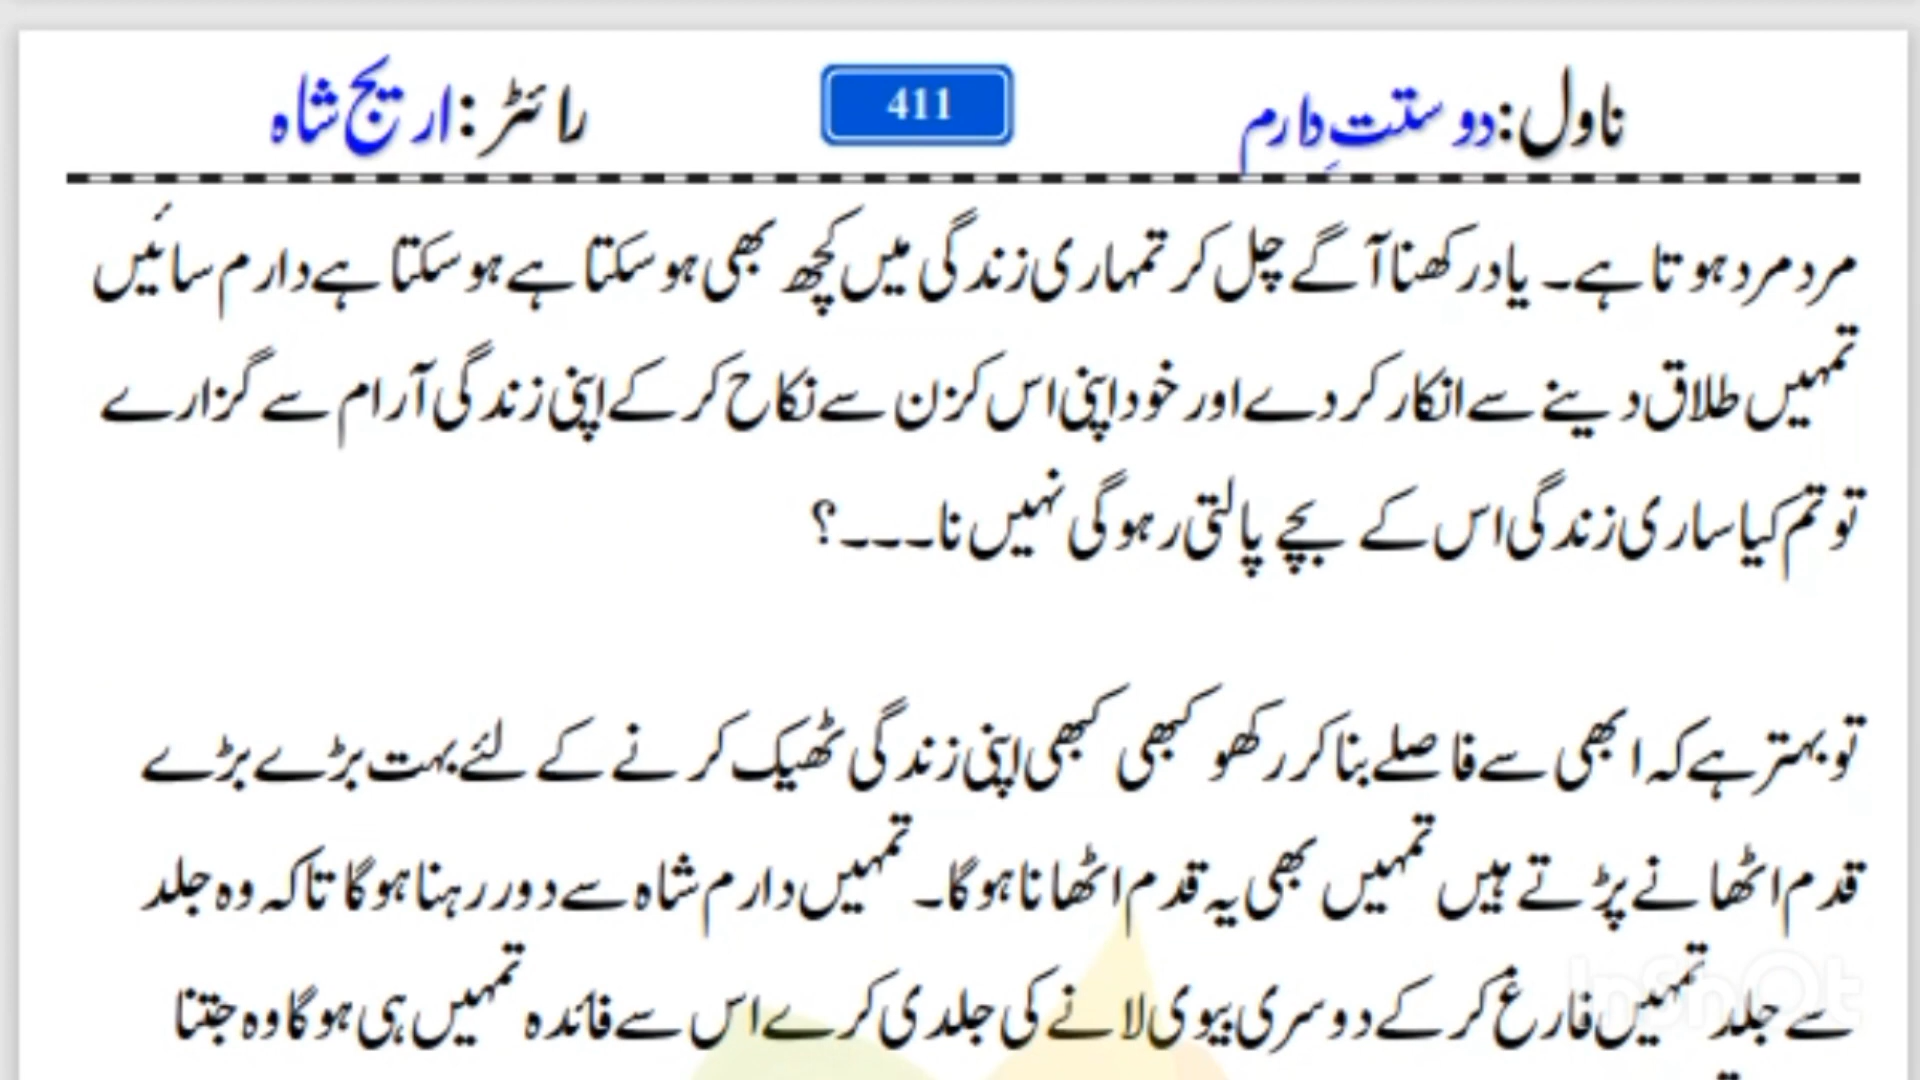 ناول: دوستتِ دارم
411
رائٹر: اریج شاہ
مرد مرد ہوتا ہے۔ یاد رکھنا آگے چل کر تمہاری زندگی میں کچھ بھی ہو سکتا ہے ہو سکتا ہے دارم سائیں
تمہیں طلاق دینے سے انکار کر دے اور خود اپنی اس کزن سے نکاح کر کے اپنی زندگی آرام سے گزارے
تو تم کیا ساری زندگی اس کے بچے پالتی رہو گی نہیں نا۔۔۔؟
تو بہتر ہے کہ ابھی سے فاصلے بنا کر رکھو کبھی کبھی اپنی زندگی ٹھیک کرنے کے لئے بہت بڑے بڑے
قدم اٹھانے پڑتے ہیں تمہیں بھی یہ قدم اٹھانا ہوگا۔ تمہیں دارم شاہ سے دور رہنا ہوگا تاکہ وہ جلد
سے جلد تمہیں فارغ کر کے دوسری بیوی لانے کی جلدی کرے اس سے فائدہ تمہیں ہی ہوگا وہ جتنا
InShOt